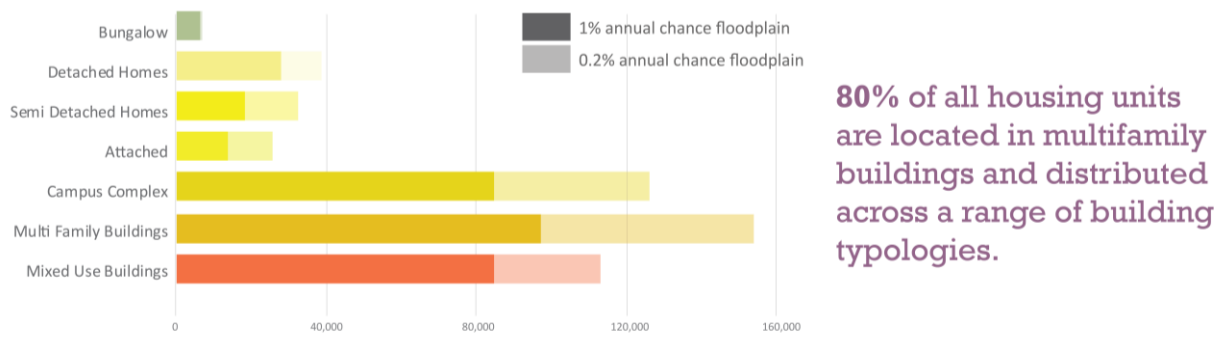 Bungalow
Detached Homes
Semi Detached Homes
Attached
Campus Complex
Multi Family Buildings
Mixed Use Buildings
0
40,000
80,000
120,000
160,000
1% annual chance floodplain
0.2% annual chance floodplain
80% of all housing units
are located in multifamily
buildings and distributed
across a range of building
typologies.